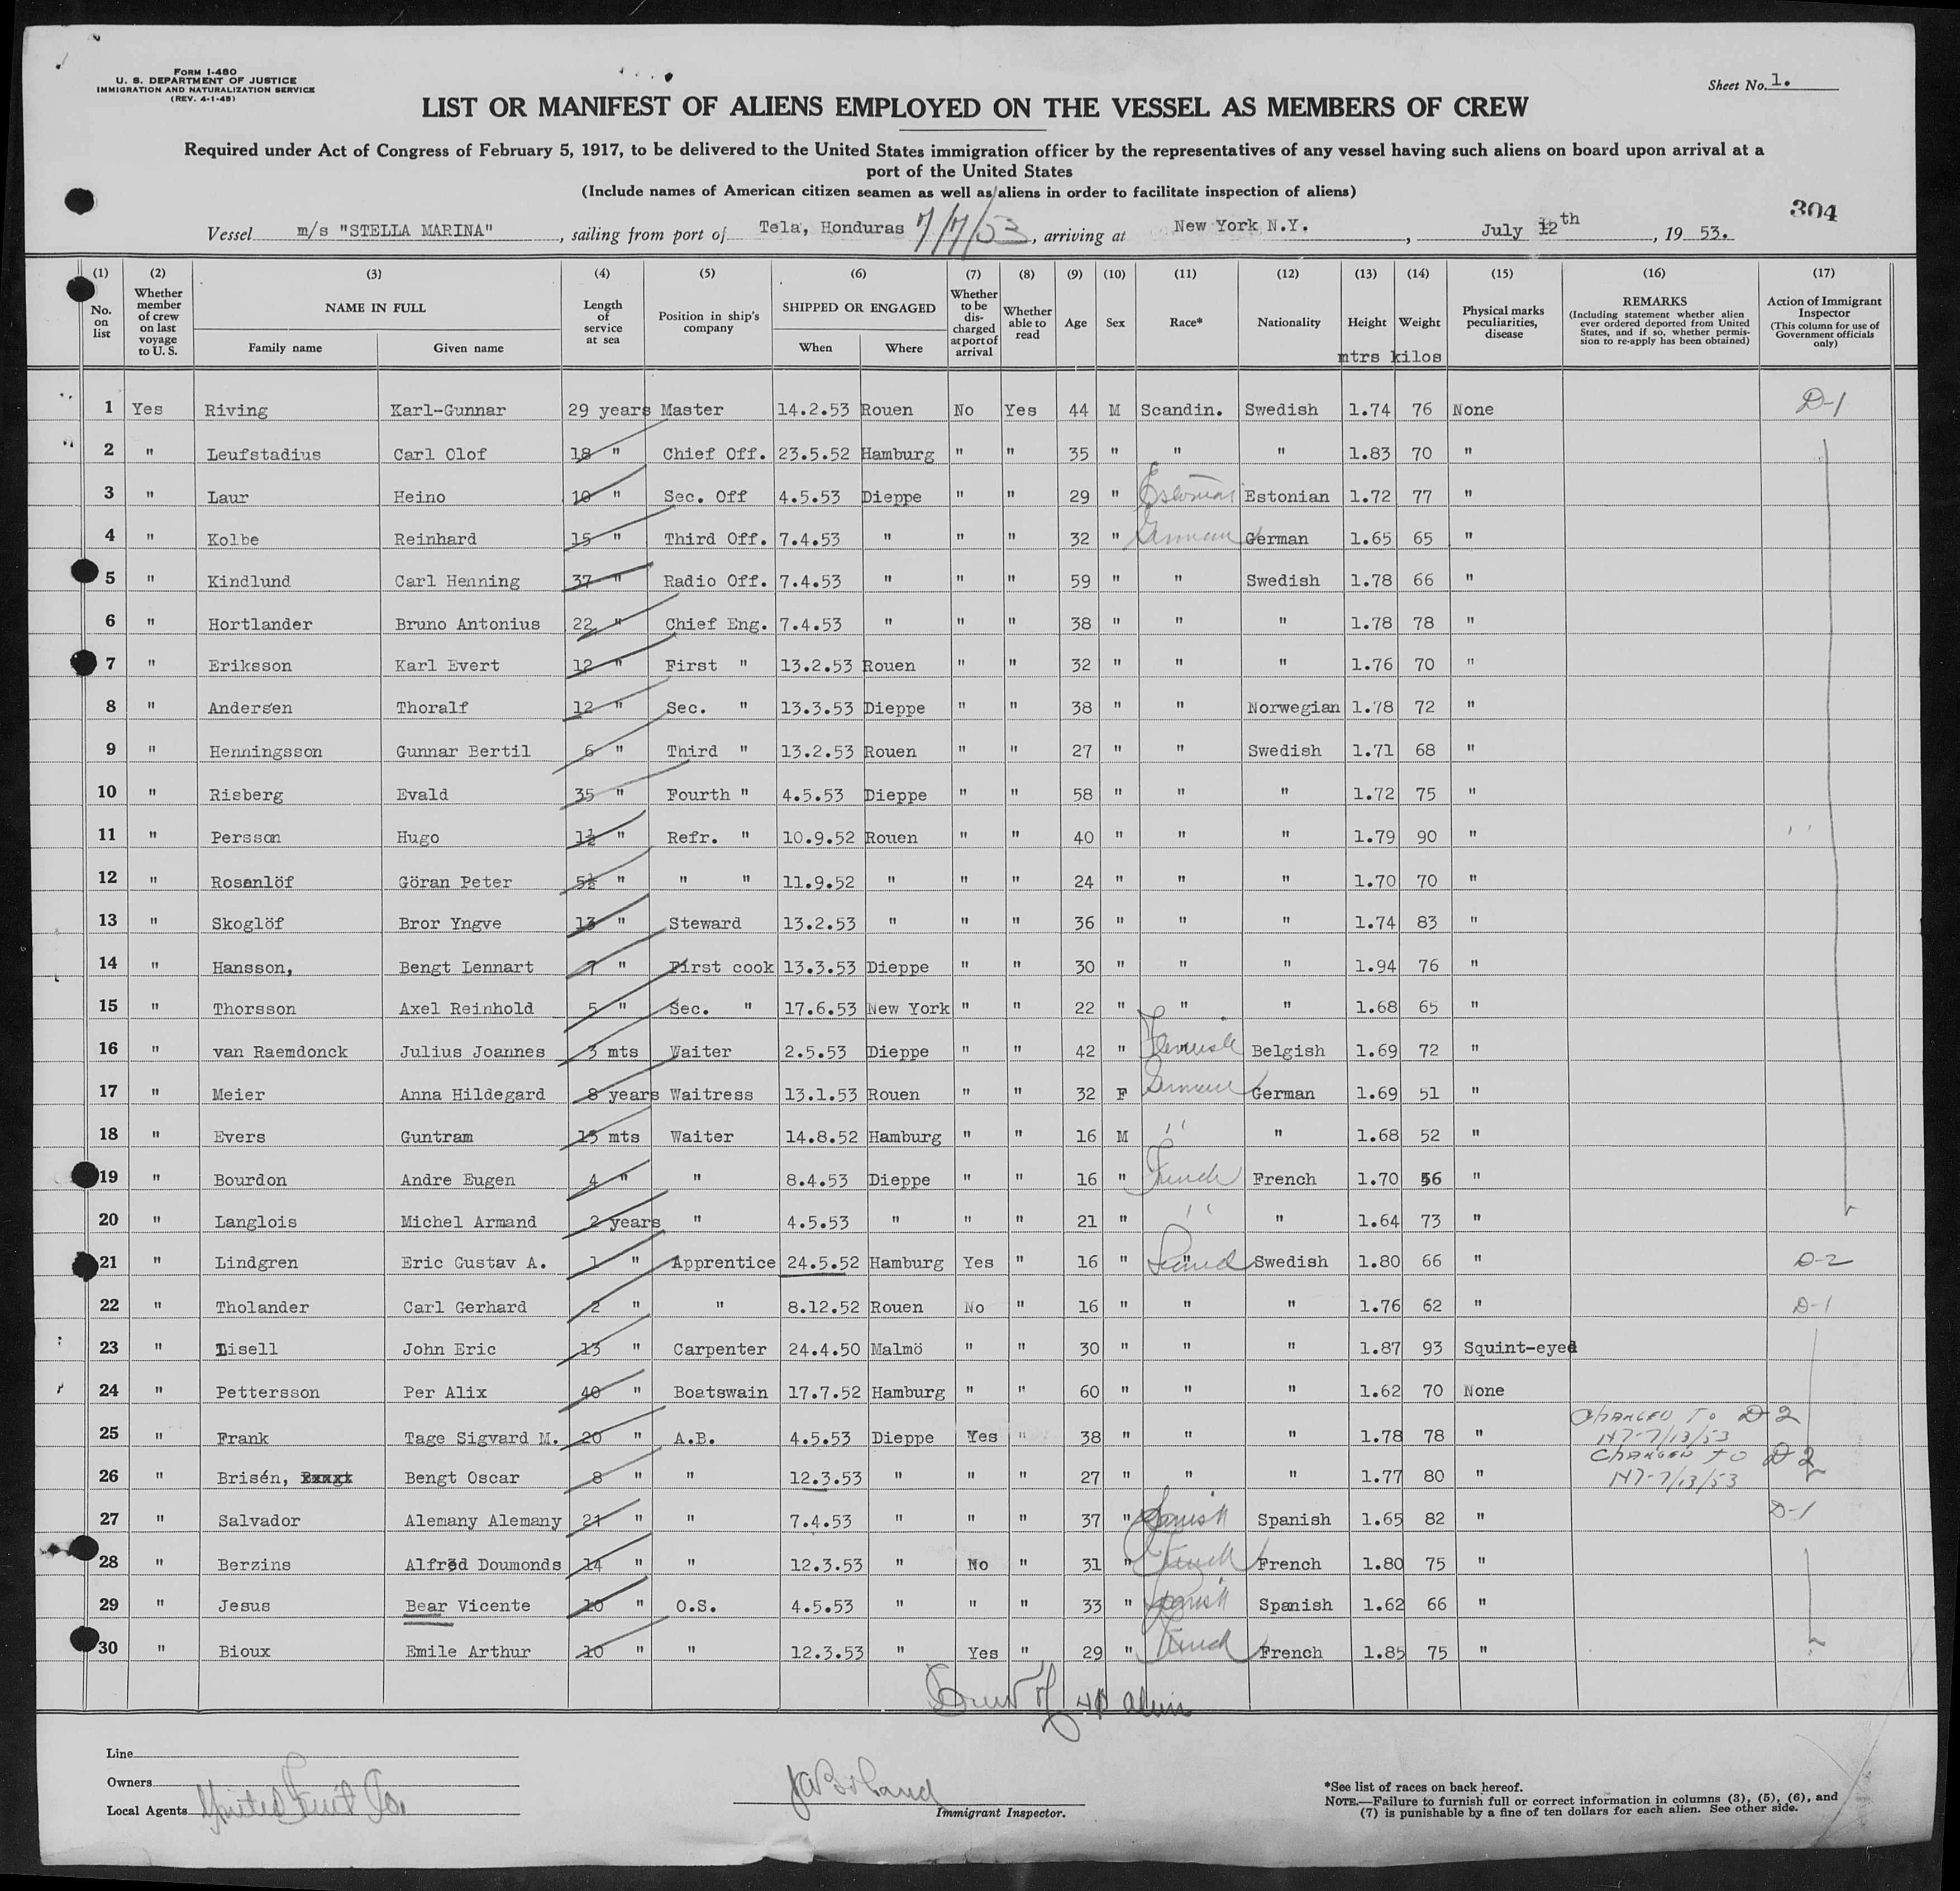 FORM I-480
U. S. DEPARTMENT OF JUSTICE
IMMIGRATION AND NATURALIZATION SERVICE
(REV. 4-1-45)
Sheet No. 1.
LIST OR MANIFEST OF ALIENS EMPLOYED ON THE VESSEL AS MEMBERS OF CREW
Required under Act of Congress of February 5, 1917, to be delivered to the United States immigration officer by the representatives of any vessel having such aliens on board upon arrival at a
port of the United States
(Include names of American citizen seamen as well as aliens in order to facilitate inspection of aliens)
304
Vessel m/s "STELLA MARINA", sailing from port of Tela, Honduras 7/7/53, arriving at New York N.Y., July 12th, 19 53.
(1) (2) (3) (4) (5) (6) (7) (8) (9) (10) (11) (12) (13) (14) (15) (16) (17)
No. on list
Whether member of crew on last voyage to U. S.
NAME IN FULL
Family name
Given name
Length of service at sea
Position in ship's company
SHIPPED OR ENGAGED
When
Where
Whether to be discharged at port of arrival
Whether able to read
Age
Sex
Race*
Nationality
Height
mtrs
Weight
kilos
Physical marks peculiarities, disease
REMARKS
(Including statement whether alien ever ordered deported from United States, and if so, whether permission to re-apply has been obtained)
Action of Immigrant Inspector
(This column for use of Government officials only)
1 Yes Riving Karl-Gunnar 29 years Master 14.2.53 Rouen No Yes 44 M Scandin. Swedish 1.74 76 None D-1
2 " Leufstadius Carl Olof 18 " Chief Off. 23.5.52 Hamburg " " 35 " " " 1.83 70 "
3 " Laur Heino 10 " Sec. Off 4.5.53 Dieppe " " 29 " Estonian Estonian 1.72 77 "
4 " Kolbe Reinhard 15 " Third Off. 7.4.53 " " " 32 " German German 1.65 65 "
5 " Kindlund Carl Henning 37 " Radio Off. 7.4.53 " " " 59 " " Swedish 1.78 66 "
6 " Hortlander Bruno Antonius 22 " Chief Eng. 7.4.53 " " " 38 " " " 1.78 78 "
7 " Eriksson Karl Evert 12 " First " 13.2.53 Rouen " " 32 " " " 1.76 70 "
8 " Andersen Thoralf 12 " Sec. " 13.3.53 Dieppe " " 38 " " Norwegian 1.78 72 "
9 " Henningsson Gunnar Bertil 6 " Third " 13.2.53 Rouen " " 27 " " Swedish 1.71 68 "
10 " Risberg Evald 35 " Fourth " 4.5.53 Dieppe " " 58 " " " 1.72 75 "
11 " Persson Hugo 1½ " Refr. " 10.9.52 Rouen " " 40 " " " 1.79 90 " "
12 " Rosenlöf Göran Peter 5½ " " " 11.9.52 " " " 24 " " " 1.70 70 "
13 " Skoglöf Bror Yngve 13 " Steward 13.2.53 " " " 36 " " " 1.74 83 "
14 " Hansson, Bengt Lennart 7 " First cook 13.3.53 Dieppe " " 30 " " " 1.94 76 "
15 " Thorsson Axel Reinhold 5 " Sec. " 17.6.53 New York " " 22 " " " 1.68 65 "
16 " van Raemdonck Julius Joannes 3 mts Waiter 2.5.53 Dieppe " " 42 " Flemish Belgish 1.69 72 "
17 " Meier Anna Hildegard 8 years Waitress 13.1.53 Rouen " " 32 F German German 1.69 51 "
18 " Evers Guntram 15 mts Waiter 14.8.52 Hamburg " " 16 M " " 1.68 52 "
19 " Bourdon Andre Eugen 4 " " 8.4.53 Dieppe " " 16 " French French 1.70 56 "
20 " Langlois Michel Armand 2 years " 4.5.53 " " " 21 " " " 1.64 73 "
21 " Lindgren Eric Gustav A. 1 " Apprentice 24.5.52 Hamburg Yes " 16 " " Scand Swedish 1.80 66 " D-2
22 " Tholander Carl Gerhard 2 " " 8.12.52 Rouen No " 16 " " " 1.76 62 " D-1
23 " Lisell John Eric 13 " Carpenter 24.4.50 Malmö " " 30 " " " 1.87 93 Squint-eyed
24 " Pettersson Per Alix 40 " Boatswain 17.7.52 Hamburg " " 60 " " " 1.62 70 None
25 " Frank Tage Sigvard M. 20 " A.B. 4.5.53 Dieppe Yes " 38 " " " 1.78 78 " CHANGED TO D-2 7/13/53
26 " Brisén, Bengt Oscar 8 " " 12.3.53 " " " 27 " " " 1.77 80 " CHANGED TO D-2 7/13/53
27 " Salvador Alemany Alemany 21 " " 7.4.53 " " " 37 " Spanish Spanish 1.65 82 " D-1
28 " Berzins Alfred Doumonds 14 " " 12.3.53 " No " 31 " French French 1.80 75 "
29 " Jesus Bear Vicente 10 " O.S. 4.5.53 " " " 33 " Spanish Spanish 1.62 66 "
30 " Bioux Emile Arthur 10 " " 12.3.53 " Yes " 29 " French French 1.85 75 "
Crew of alien
Line
Owners
Local Agents United Fruit Co.
Immigrant Inspector.
*See list of races on back hereof.
NOTE.—Failure to furnish full or correct information in columns (3), (5), (6), and
(7) is punishable by a fine of ten dollars for each alien. See other side.